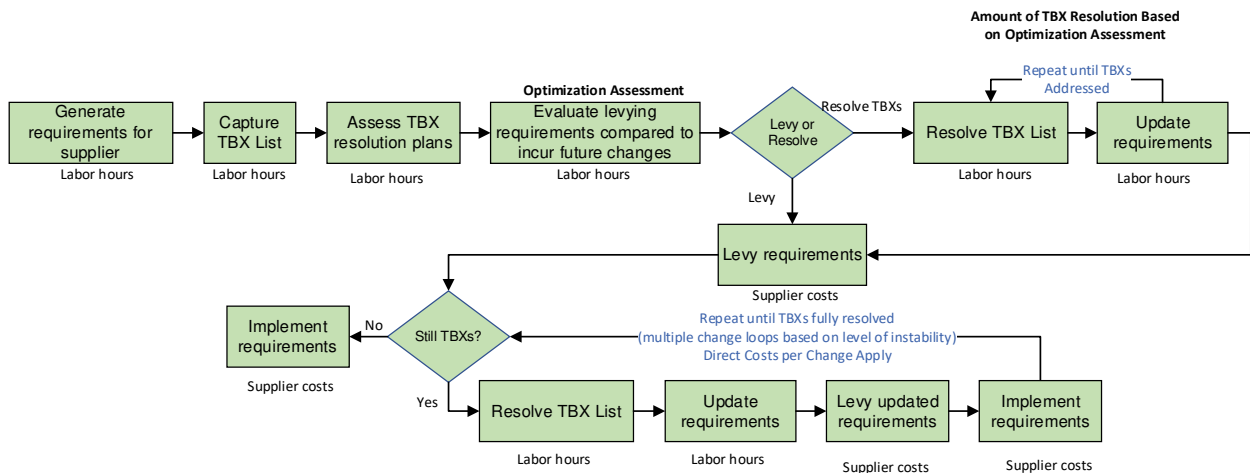 Amount of TBX Resolution Based
on Optimization Assessment
Repeat until TBXs
Addressed
Optimization Assessment
Generate
requirements for
supplier
Labor hours
Capture
TBX List
Labor hours
Assess TBX
resolution plans
Labor hours
Evaluate levying
requirements compared to
incur future changes
Labor hours
Levy or
Resolve
Resolve TBXs
Resolve TBX List
Labor hours
Update
requirements
Labor hours
Levy
Levy requirements
Supplier costs
Implement
requirements
Supplier costs
No
Still TBXs?
Repeat until TBXs fully resolved
(multiple change loops based on level of instability)
Direct Costs per Change Apply
Yes
Resolve TBX List
Labor hours
Update
requirements
Labor hours
Levy updated
requirements
Supplier costs
Implement
requirements
Supplier costs